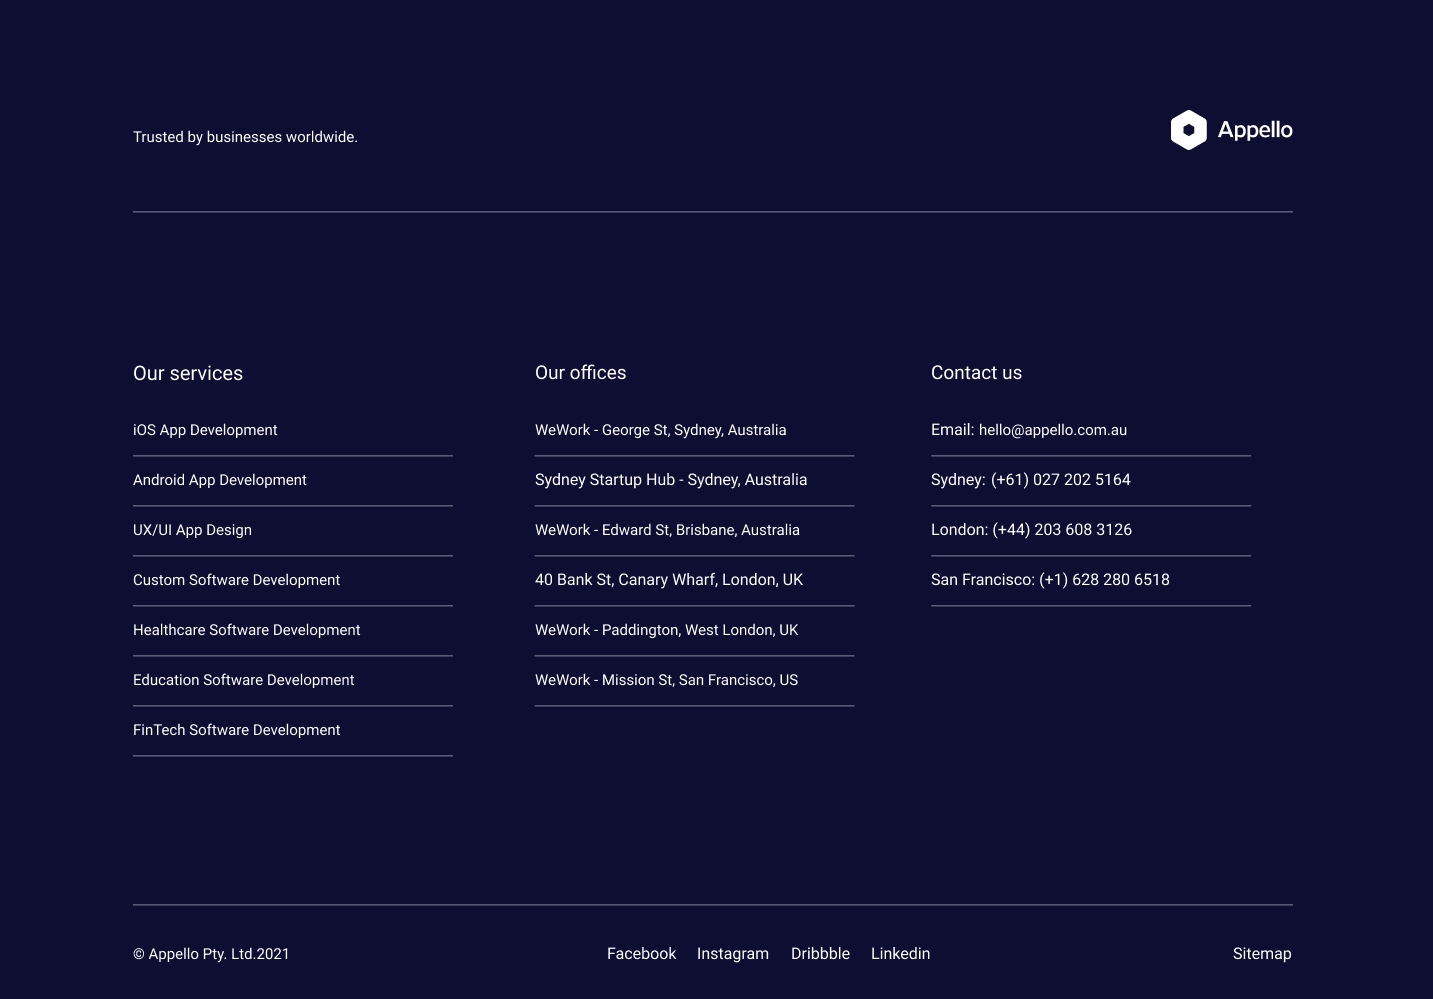 Trusted by businesses worldwide.
Appello
Our services
iOS App Development
Android App Development
UX/UI App Design
Custom Software Development
Healthcare Software Development
Education Software Development
FinTech Software Development
Our offices
WeWork - George St, Sydney, Australia
Sydney Startup Hub - Sydney, Australia
WeWork - Edward St, Brisbane, Australia
40 Bank St, Canary Wharf, London, UK
WeWork - Paddington, West London, UK
WeWork - Mission St, San Francisco, US
Contact us
Email: hello@appello.com.au
Sydney: (+61) 027 202 5164
London: (+44) 203 608 3126
San Francisco: (+1) 628 280 6518
© Appello Pty. Ltd.2021
Facebook Instagram Dribbble Linkedin
Sitemap